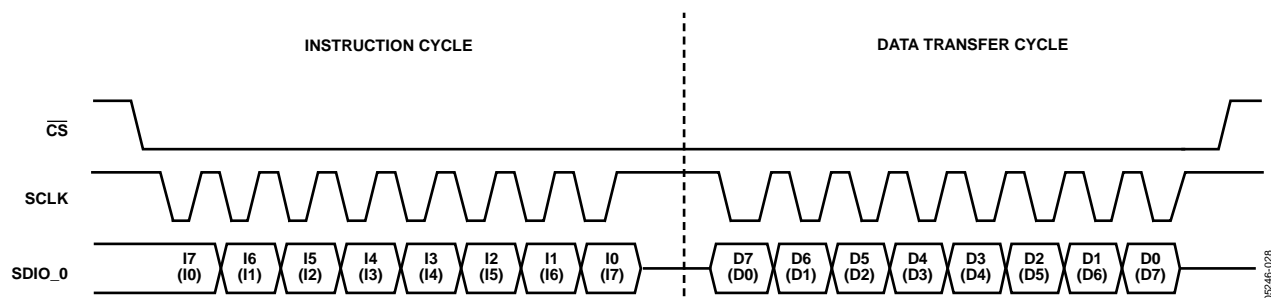 INSTRUCTION CYCLE
DATA TRANSFER CYCLE
CS
SCLK
SDIO_0
I7 I6 I5 I4 I3 I2 I1 I0 D7 D6 D5 D4 D3 D2 D1 D0
(I0) (I1) (I2) (I3) (I4) (I5) (I6) (I7) (D0) (D1) (D2) (D3) (D4) (D5) (D6) (D7)
05246-028